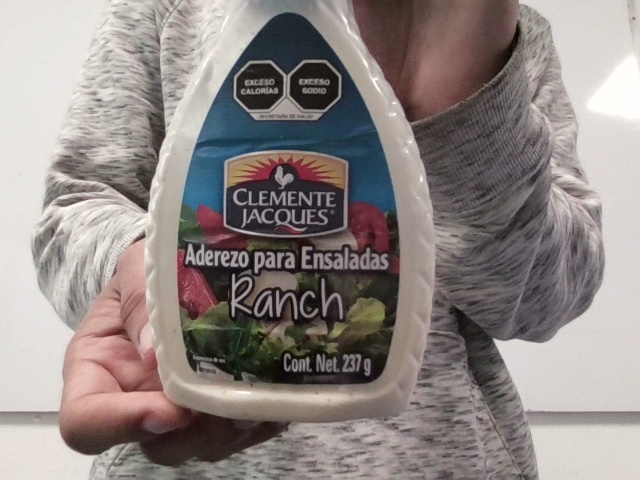 EXCESO CALORÍAS
EXCESO SODIO
SECRETARÍA DE SALUD
CLEMENTE
JACQUES®
Aderezo para Ensaladas
Ranch
Cont. Net. 237 g